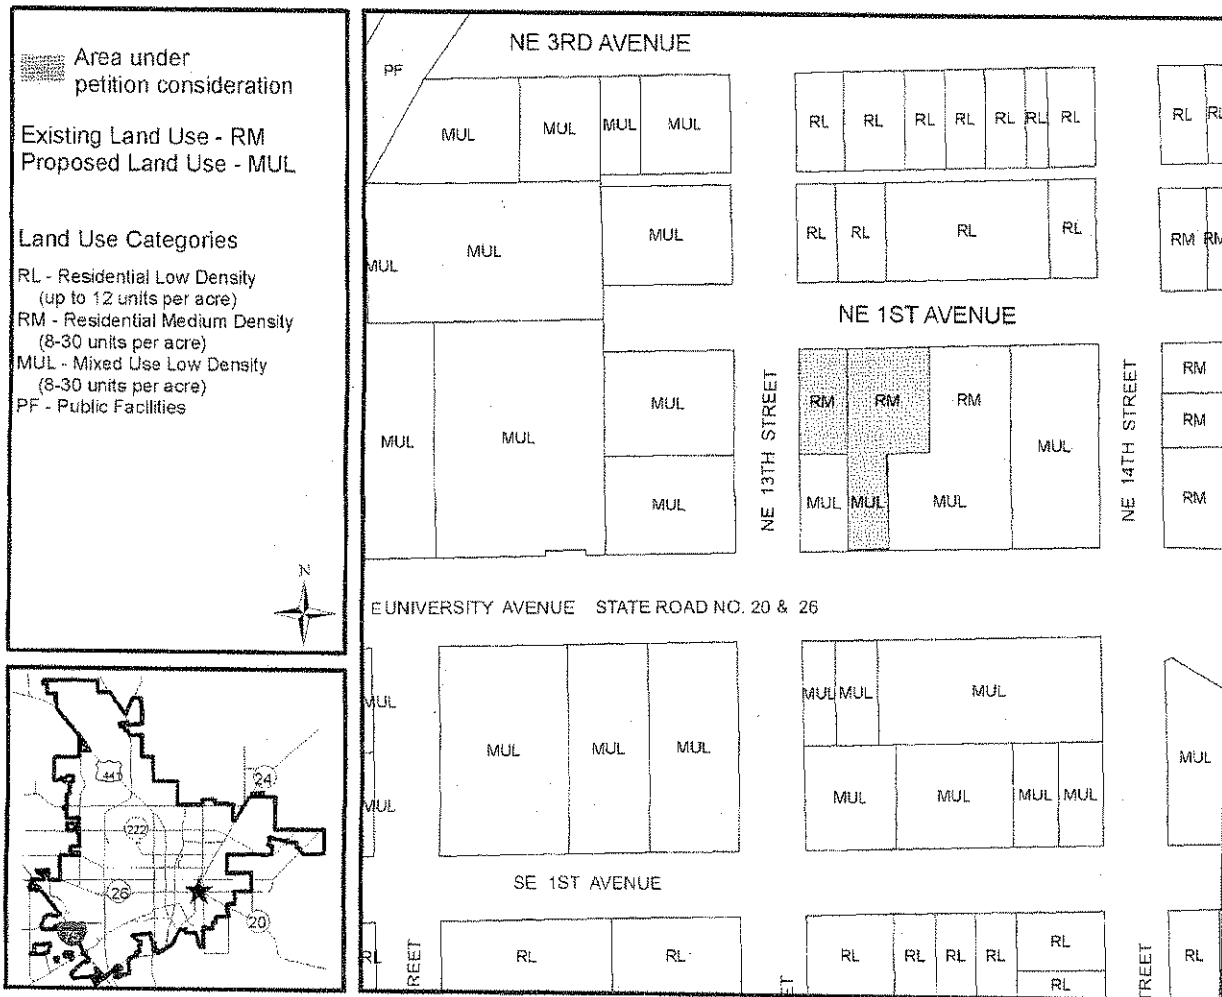 Area under
petition consideration
Existing Land Use - RM
Proposed Land Use - MUL
Land Use Categories
RL - Residential Low Density
(up to 12 units per acre)
RM - Residential Medium Density
(8-30 units per acre)
MUL - Mixed Use Low Density
(8-30 units per acre)
PF - Public Facilities
N
441
24
222
26
20
NE 3RD AVENUE
PF
MUL MUL MUL MUL
RL RL RL RL RL RL RL
RL RL
MUL MUL MUL
RL RL RL RL
RM RM
NE 1ST AVENUE
MUL MUL MUL MUL
NE 13TH STREET
RM RM RM MUL
MUL MUL MUL
NE 14TH STREET
RM
RM
RM
E UNIVERSITY AVENUE STATE ROAD NO. 20 & 26
MUL MUL MUL MUL
MUL
MUL MUL MUL
MUL MUL MUL MUL
MUL
SE 1ST AVENUE
RL
REET
RL RL
ET
RL RL RL RL RL
RL
REET
RL